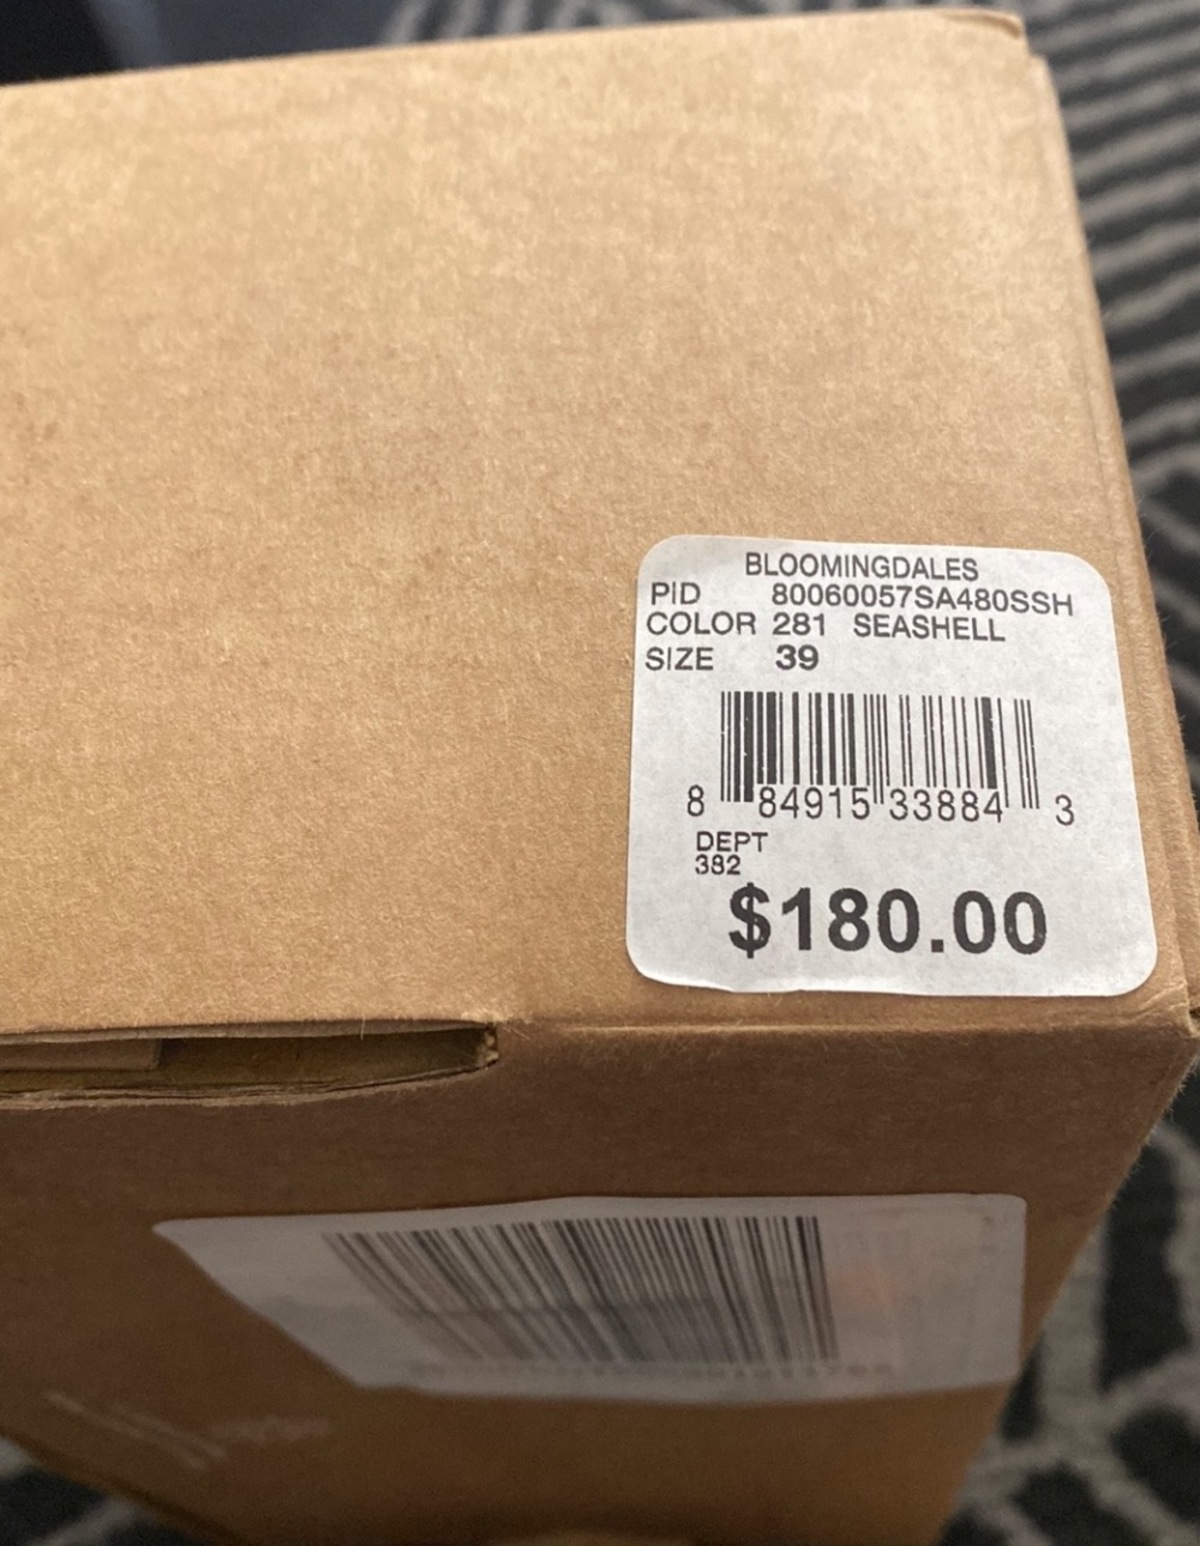 BLOOMINGDALES
PID 80060057SA480SSH
COLOR 281 SEASHELL
SIZE 39
8 84915 33884 3
DEPT
382
$180.00